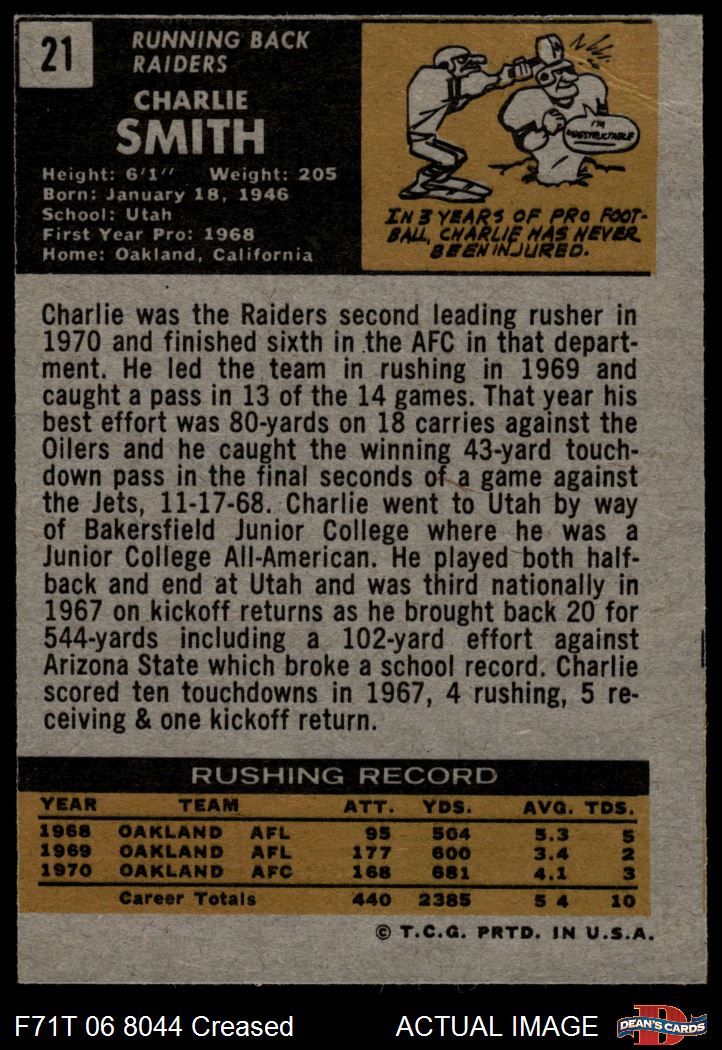 21
RUNNING BACK
RAIDERS
CHARLIE
SMITH
Height: 6'1" Weight: 205
Born: January 18, 1946
School: Utah
First Year Pro: 1968
Home: Oakland, California
I'M
INDESTRUCTABLE
IN 3 YEARS OF PRO FOOT-
BALL, CHARLIE HAS NEVER
BEEN INJURED.
Charlie was the Raiders second leading rusher in
1970 and finished sixth in the AFC in that depart-
ment. He led the team in rushing in 1969 and
caught a pass in 13 of the 14 games. That year his
best effort was 80-yards on 18 carries against the
Oilers and he caught the winning 43-yard touch-
down pass in the final seconds of a game against
the Jets, 11-17-68. Charlie went to Utah by way
of Bakersfield Junior College where he was a
Junior College All-American. He played both half-
back and end at Utah and was third nationally in
1967 on kickoff returns as he brought back 20 for
544-yards including a 102-yard effort against
Arizona State which broke a school record. Charlie
scored ten touchdowns in 1967, 4 rushing, 5 re-
ceiving & one kickoff return.
RUSHING RECORD
YEAR TEAM ATT. YDS. AVG. TDS.
1968 OAKLAND AFL 95 504 5.3 5
1969 OAKLAND AFL 177 600 3.4 2
1970 OAKLAND AFC 168 681 4.1 3
Career Totals 440 2385 5 4 10
© T.C.G. PRTD. IN U.S.A.
F71T 06 8044 Creased ACTUAL IMAGE
D
DEAN'S CARDS